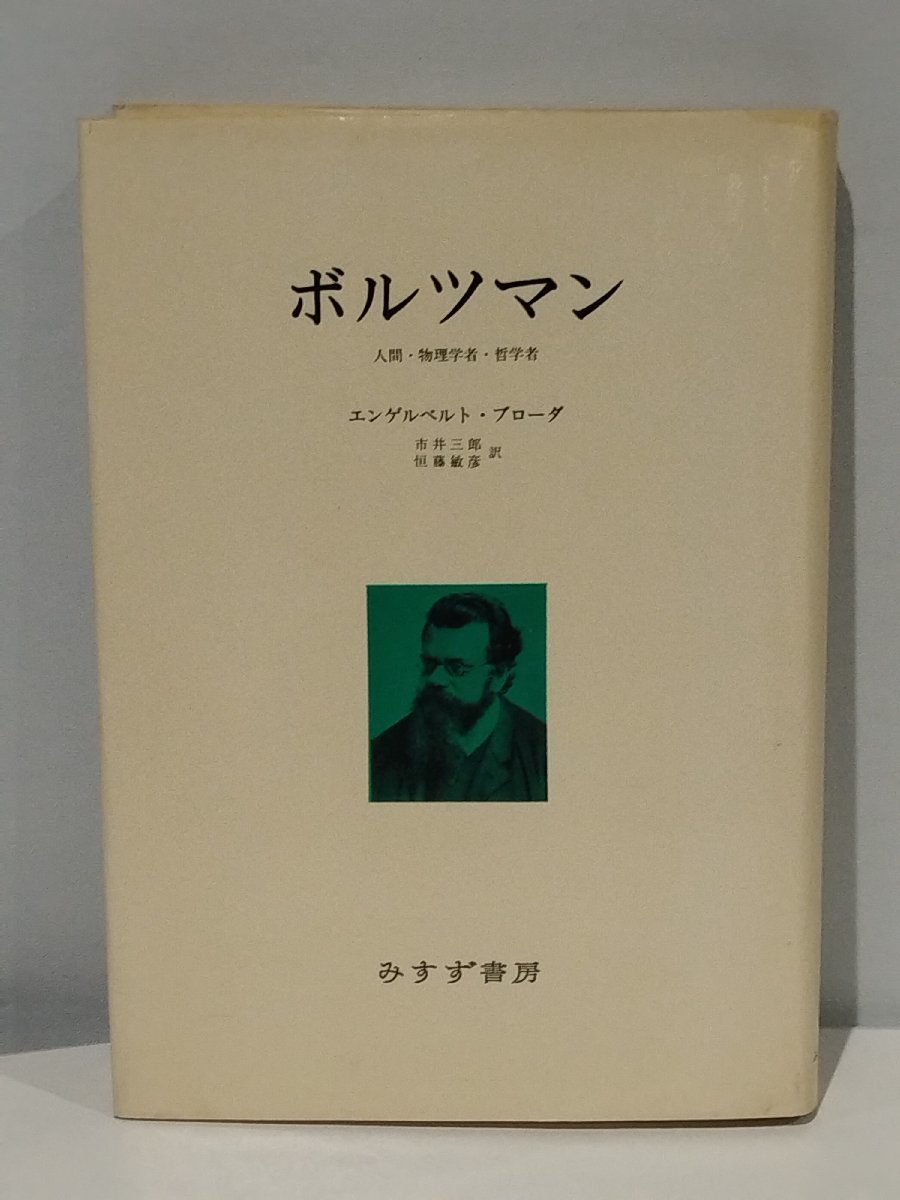 ボルツマン
人間・物理学者・哲学者
エンゲルベルト・ブローダ
市井三郎
恒藤敏彦 訳
みすず書房